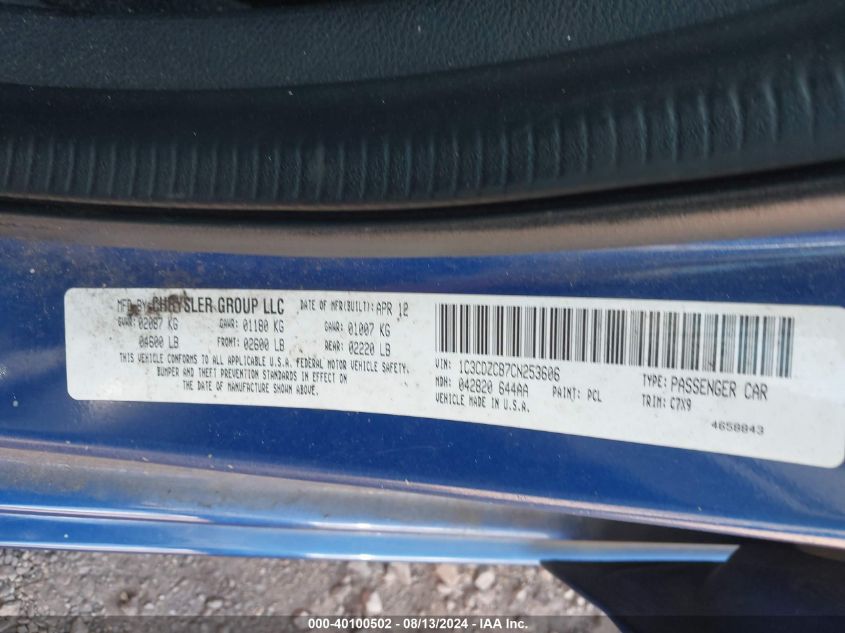 MFD BY CHRYSLER GROUP LLC DATE OF MFR(BUILT): APR 12
GVWR: 02087 KG GAWR: 01180 KG GAWR: 01007 KG
04600 LB FRONT: 02600 LB REAR: 02220 LB
THIS VEHICLE CONFORMS TO ALL APPLICABLE U.S.A. FEDERAL MOTOR VEHICLE SAFETY,
BUMPER AND THEFT PREVENTION STANDARDS IN EFFECT ON
THE DATE OF MANUFACTURE SHOWN ABOVE.
VIN: 1C3CDZCB7CN253606 TYPE: PASSENGER CAR
MDH: 042820 644AA PAINT: PCL TRIM: C7X9
VEHICLE MADE IN U.S.A.
4658843
000-40100502 - 08/13/2024 - IAA Inc.